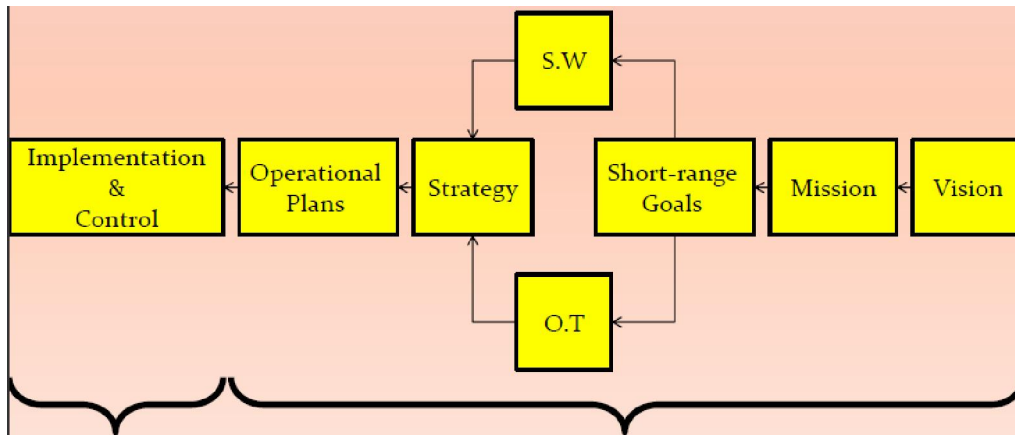 S.W
Implementation
&
Control
Operational
Plans
Strategy
Short-range
Goals
Mission
Vision
O.T